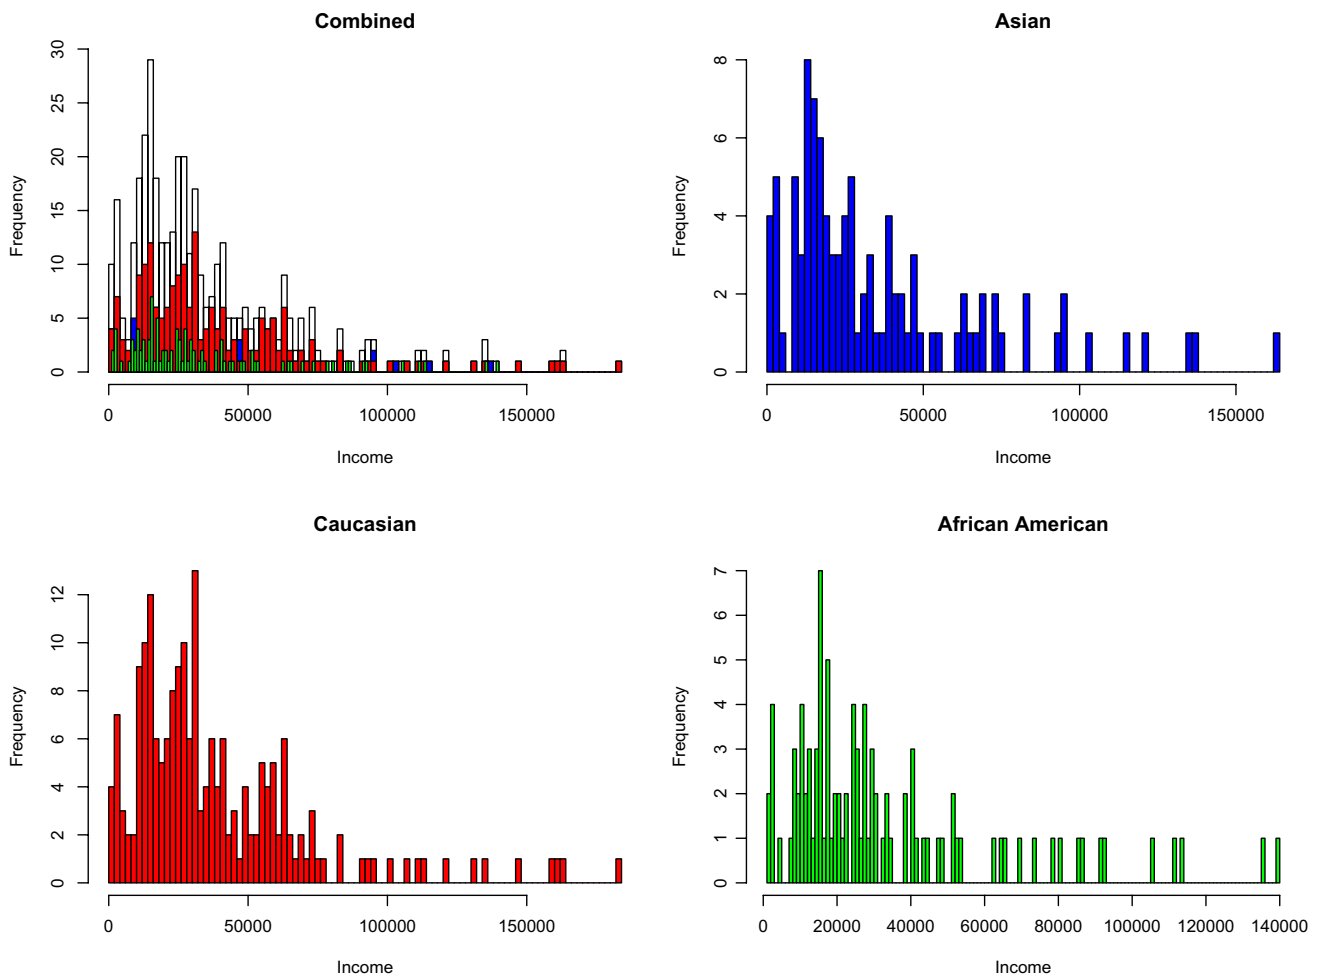 Combined
Frequency
0 5 10 15 20 25 30
0 50000 100000 150000
Income
Asian
Frequency
0 2 4 6 8
0 50000 100000 150000
Income
Caucasian
Frequency
0 2 4 6 8 10 12
0 50000 100000 150000
Income
African American
Frequency
0 1 2 3 4 5 6 7
0 20000 40000 60000 80000 100000 120000 140000
Income